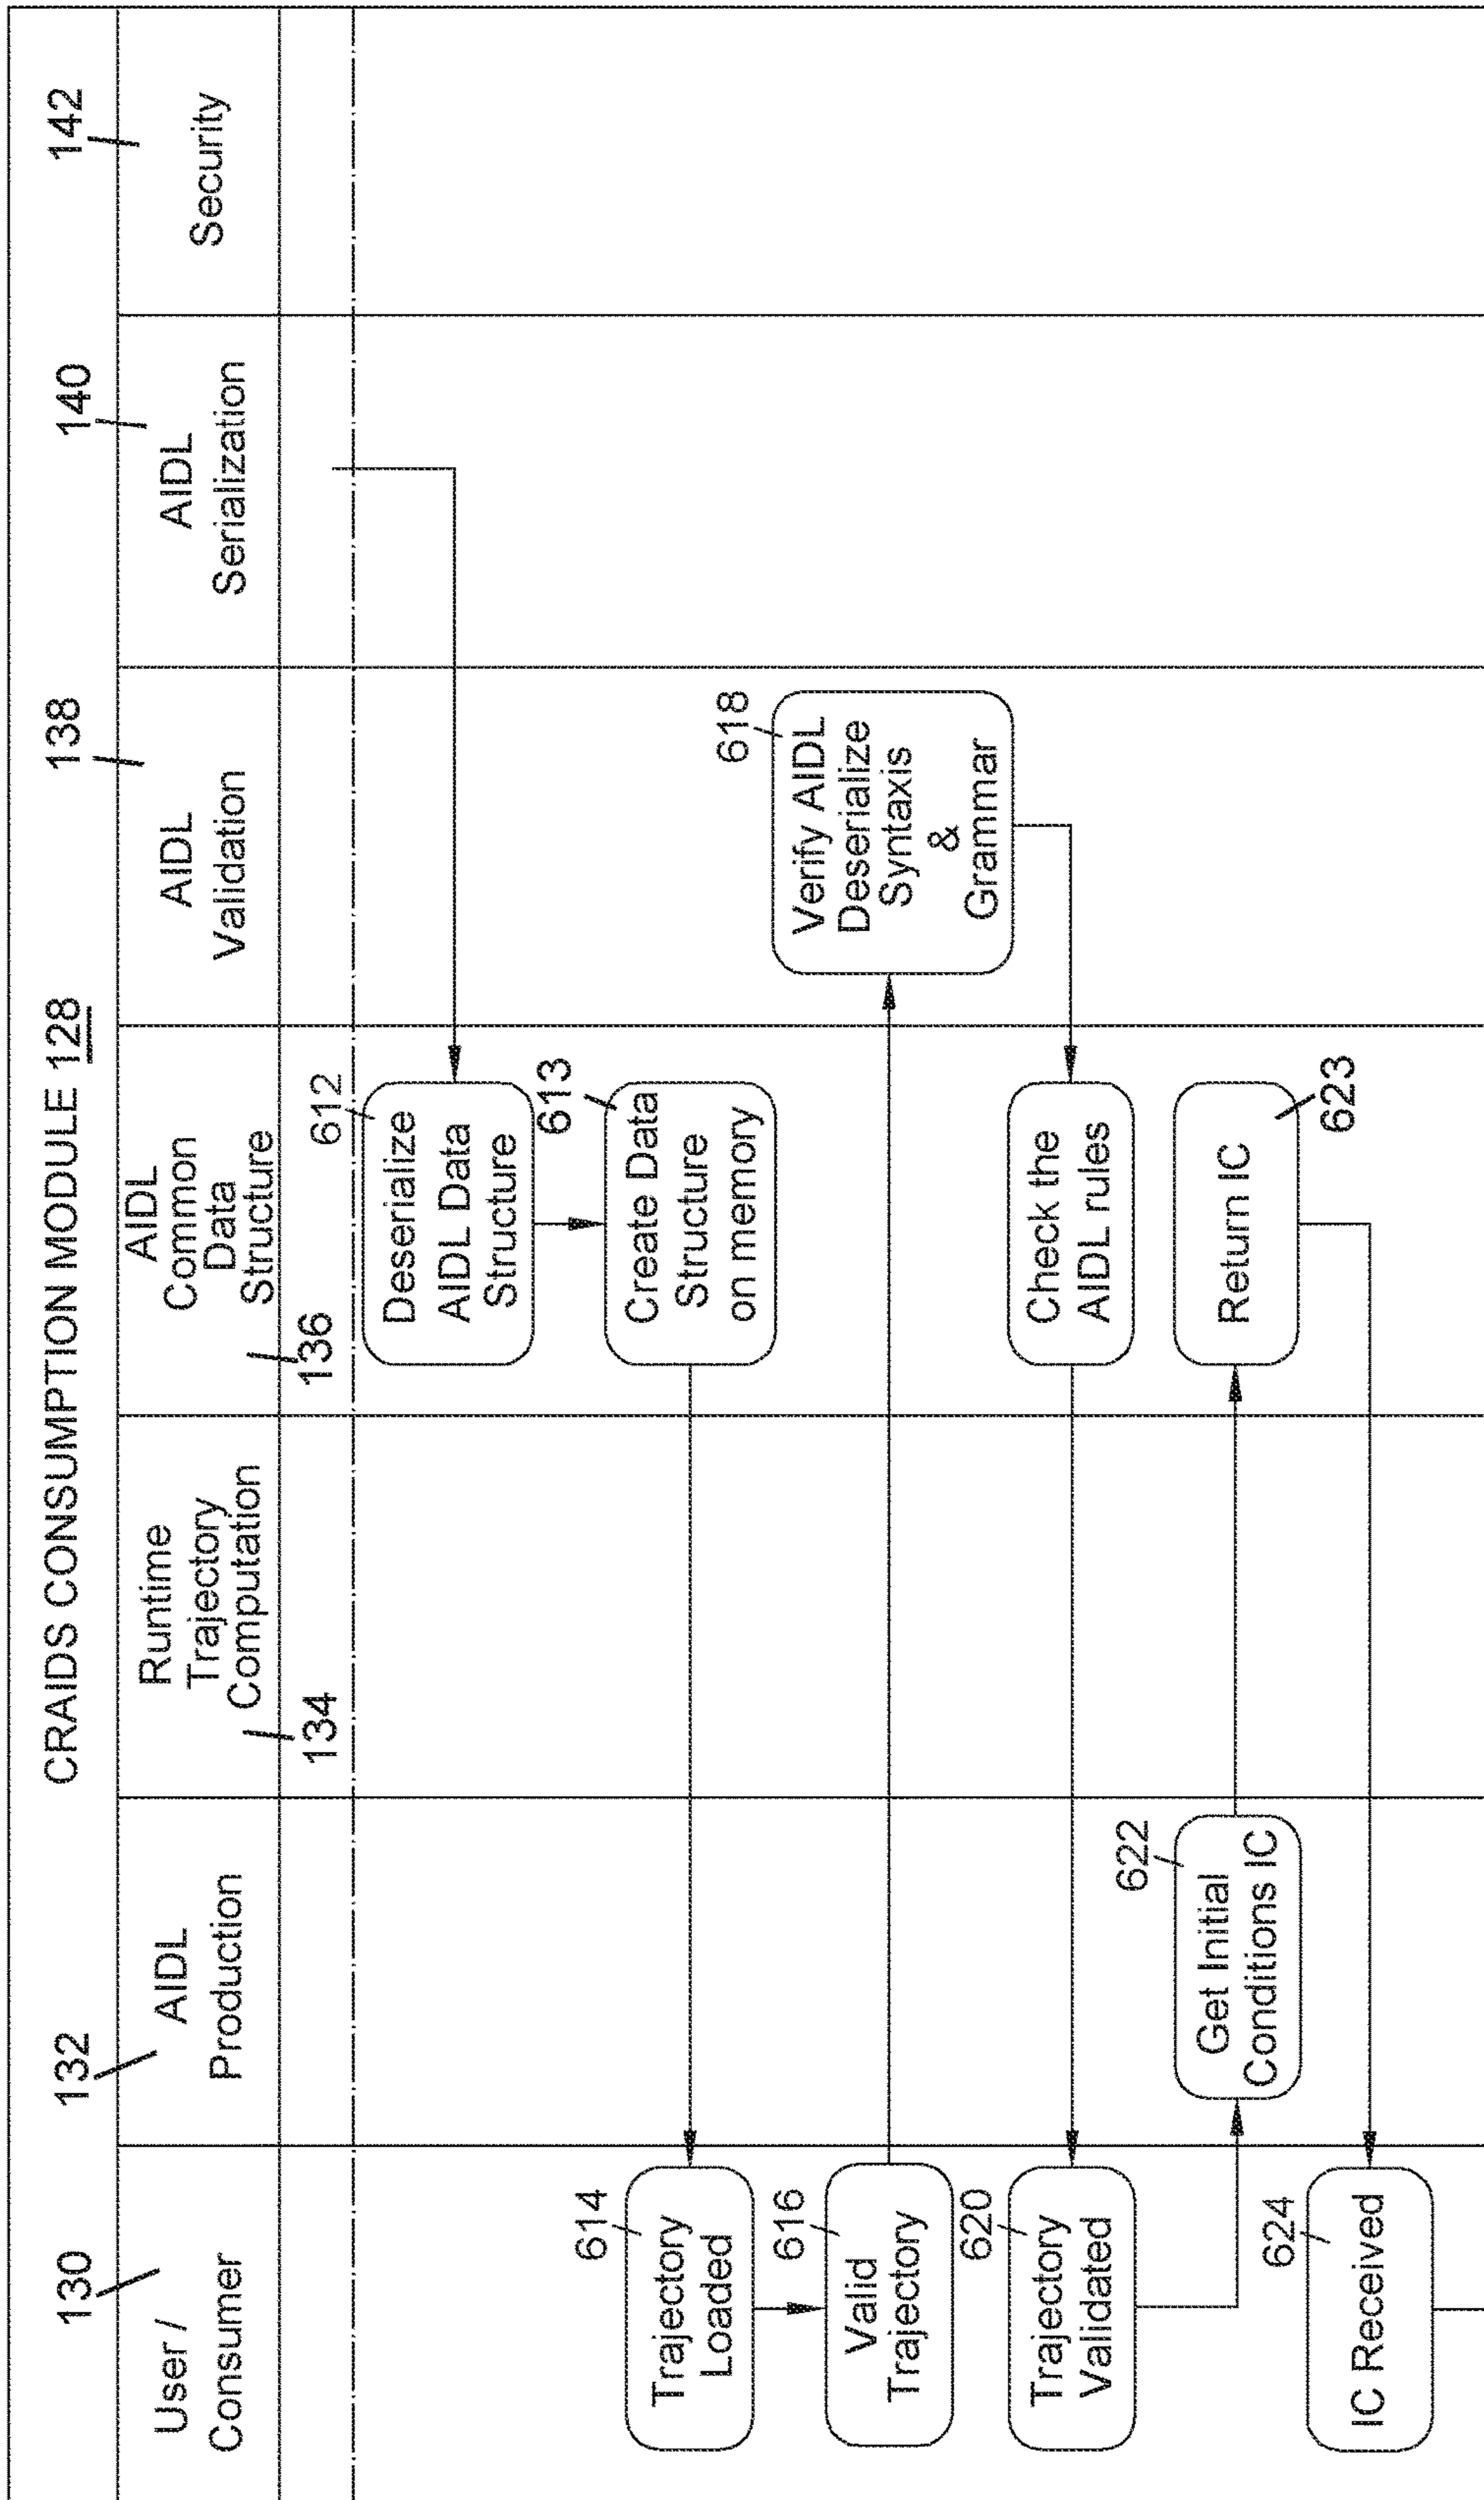 CRAIDS CONSUMPTION MODULE 128
130
User /
Consumer
132
AIDL
Production
134
Runtime
Trajectory
Computation
136
AIDL
Common
Data
Structure
138
AIDL
Validation
140
AIDL
Serialization
142
Security
612
Deserialize
AIDL Data
Structure
613
Create Data
Structure
on memory
614
Trajectory
Loaded
616
Valid
Trajectory
618
Verify AIDL
Deserialize
Syntaxis
&
Grammar
Check the
AIDL rules
620
Trajectory
Validated
622
Get Initial
Conditions IC
Return IC
623
624
IC Received